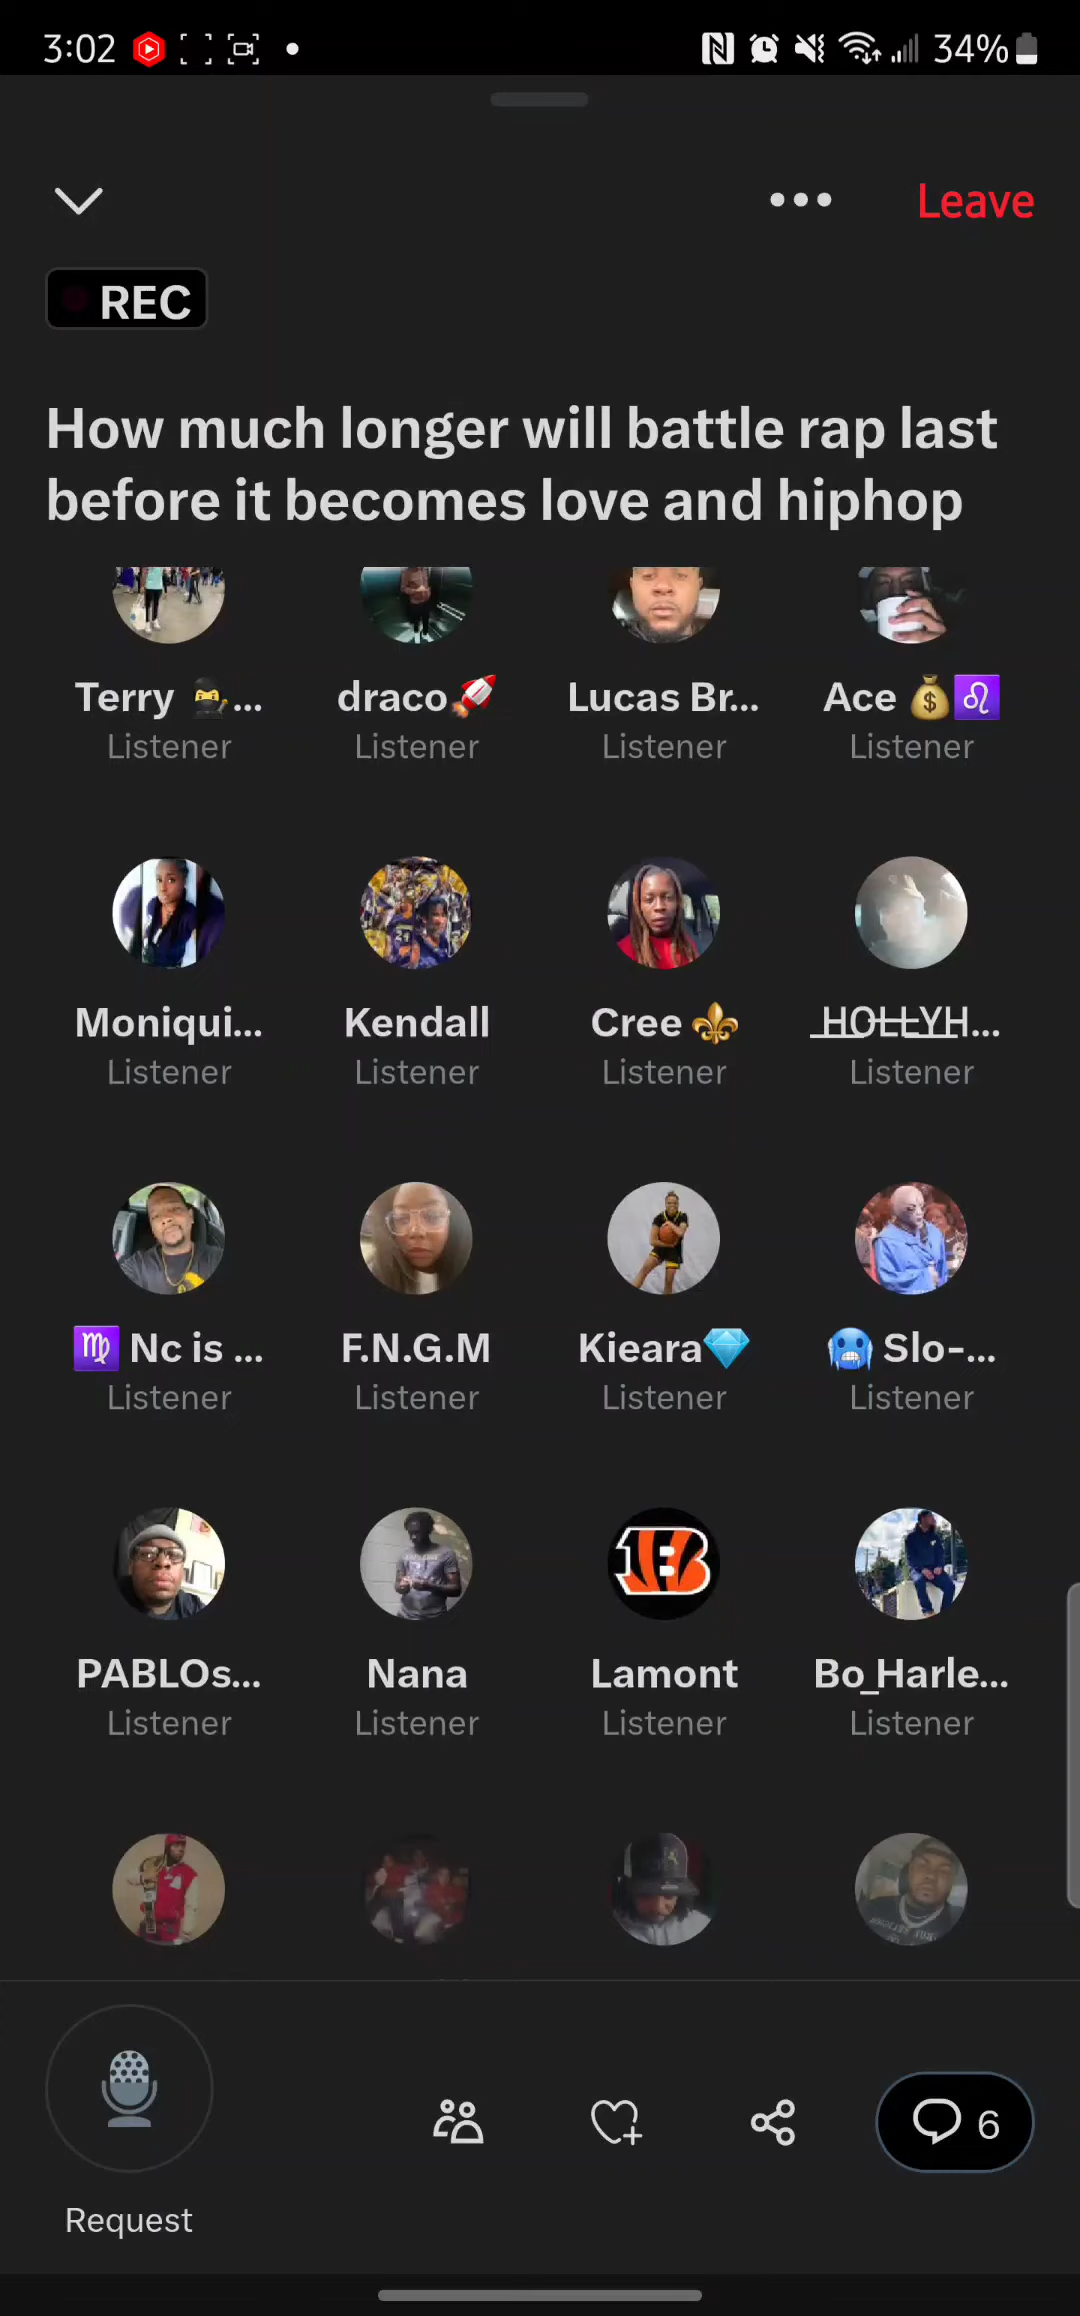 3:02 34%
Leave
REC
How much longer will battle rap last
before it becomes love and hiphop
Terry 🥷... draco🚀 Lucas Br... Ace 💰♌
Listener Listener Listener Listener
Moniqui... Kendall Cree ⚜️ HOLLYH...
Listener Listener Listener Listener
♍ Nc is ... F.N.G.M Kieara💎 🥶 Slo-...
Listener Listener Listener Listener
PABLOs... Nana Lamont Bo_Harle...
Listener Listener Listener Listener
6
Request